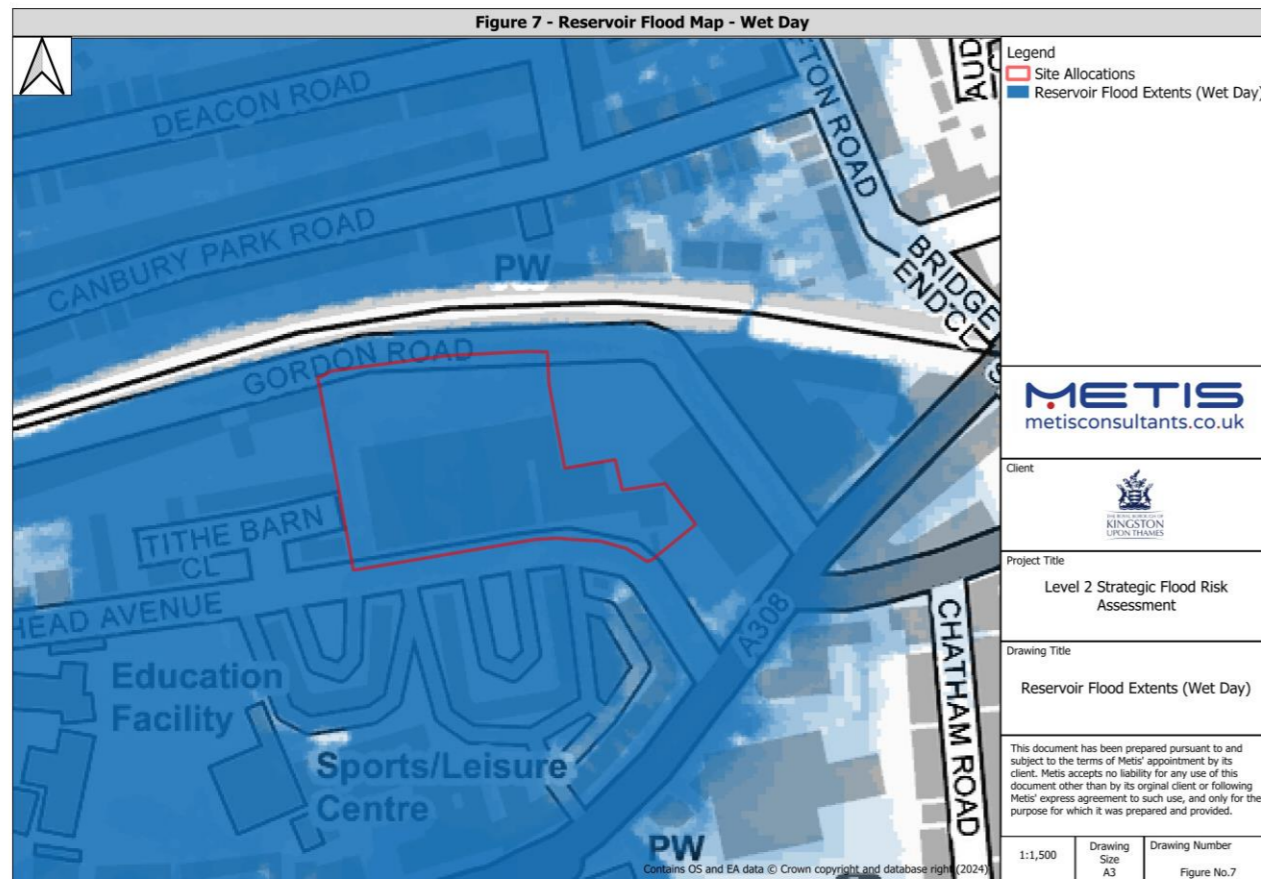 Figure 7 - Reservoir Flood Map - Wet Day
DEACON ROAD
CANBURY PARK ROAD
PW
GORDON ROAD
TITHE BARN
CL
HEAD AVENUE
Education
Facility
Sports/Leisure
Centre
A308
PW
CHATHAM ROAD
TON ROAD
BRIDGE
END CL
AUD
S
Contains OS and EA data © Crown copyright and database right (2024)
Legend
Site Allocations
Reservoir Flood Extents (Wet Day)
METIS
metisconsultants.co.uk
Client
THE ROYAL BOROUGH OF
KINGSTON
UPON THAMES
Project Title
Level 2 Strategic Flood Risk
Assessment
Drawing Title
Reservoir Flood Extents (Wet Day)
This document has been prepared pursuant to and
subject to the terms of Metis' appointment by its
client. Metis accepts no liability for any use of this
document other than by its orginal client or following
Metis' express agreement to such use, and only for the
purpose for which it was prepared and provided.
1:1,500
Drawing
Size
A3
Drawing Number
Figure No.7